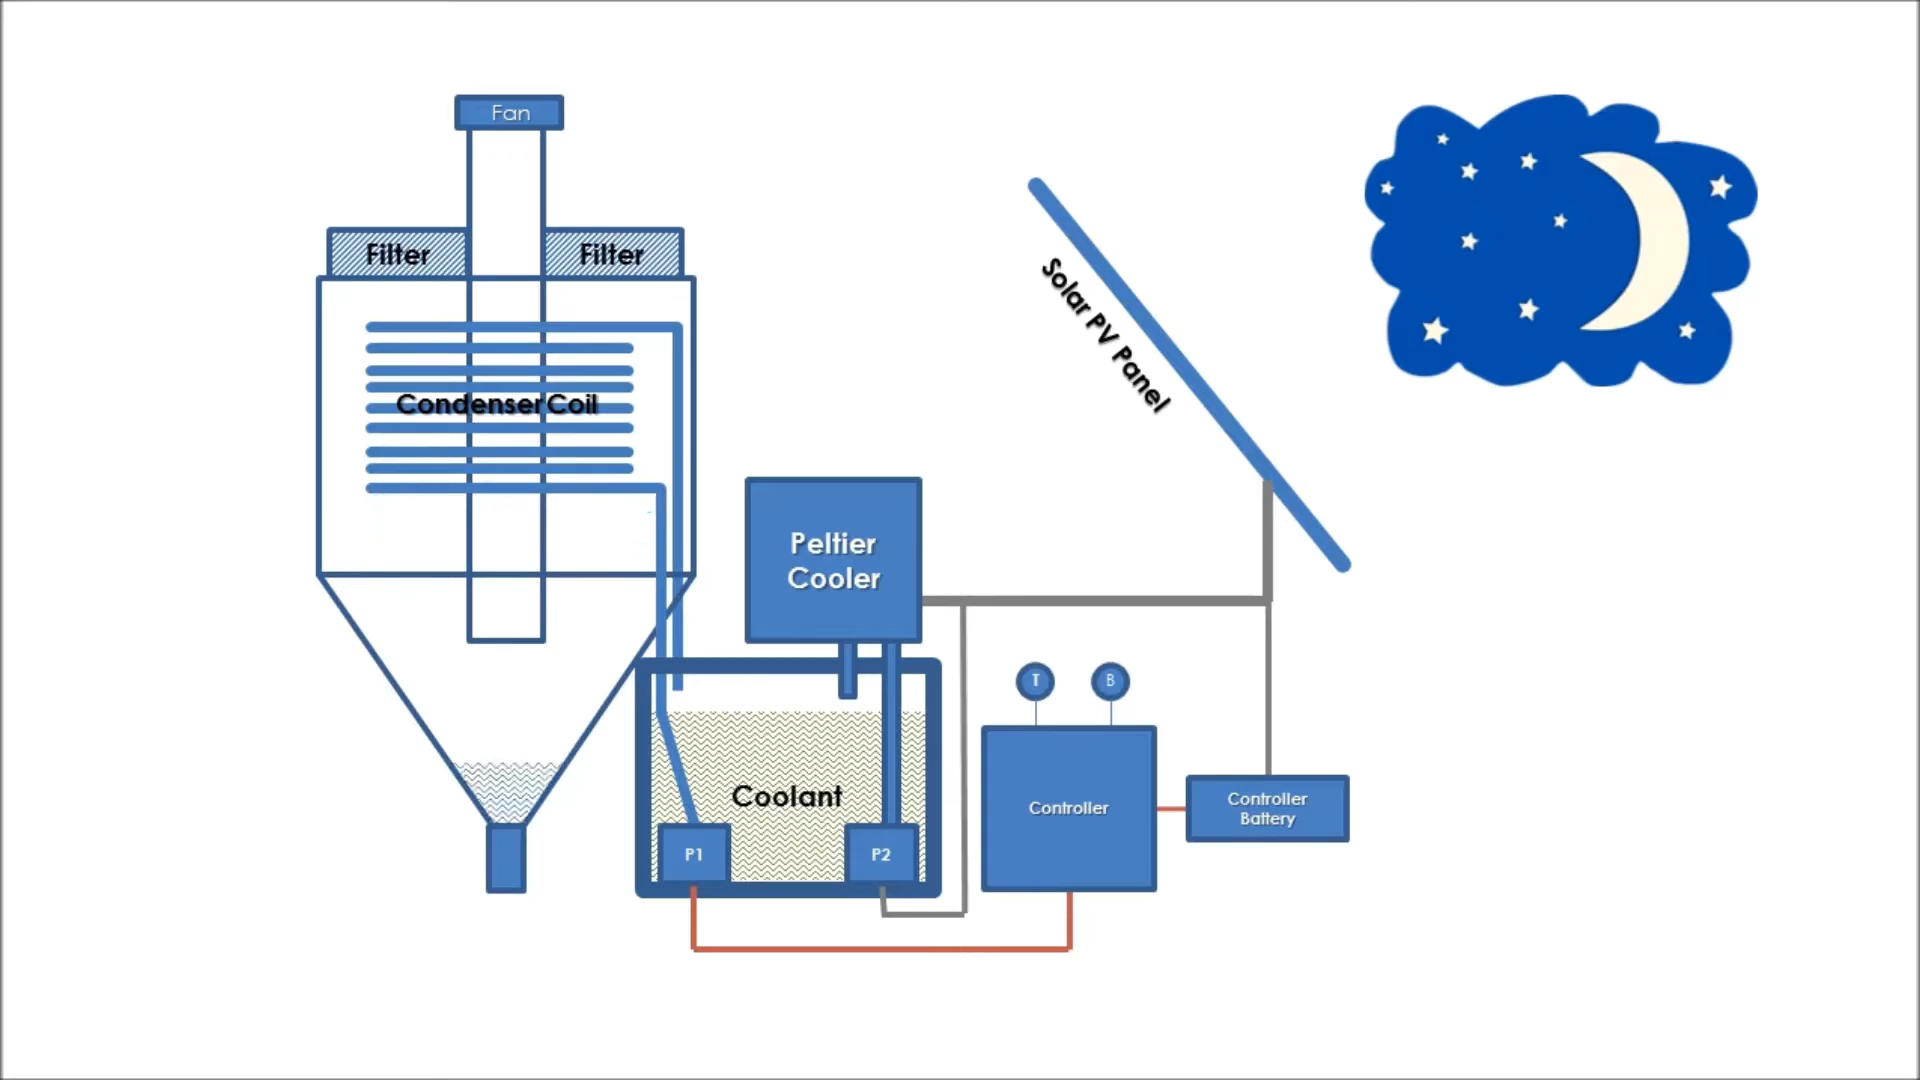 Fan
Filter
Filter
Condenser Coil
Solar PV Panel
Peltier
Cooler
T
B
Coolant
Controller
Controller
Battery
P1
P2